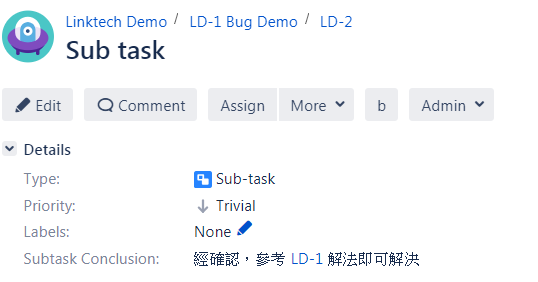 Linktech Demo / LD-1 Bug Demo / LD-2
Sub task
Edit Comment Assign More b Admin
Details
Type: Sub-task
Priority: Trivial
Labels: None
Subtask Conclusion: 經確認，參考 LD-1 解法即可解決